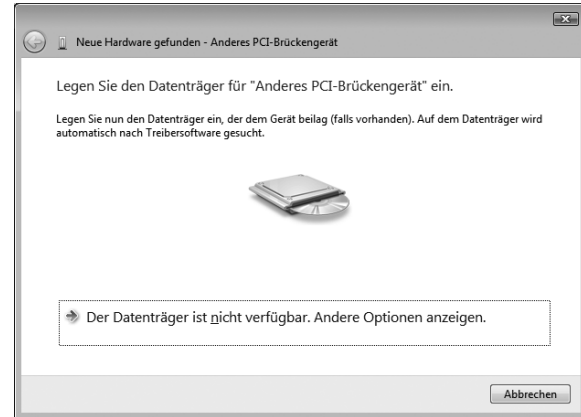 Neue Hardware gefunden - Anderes PCI-Brückengerät
Legen Sie den Datenträger für "Anderes PCI-Brückengerät" ein.
Legen Sie nun den Datenträger ein, der dem Gerät beilag (falls vorhanden). Auf dem Datenträger wird
automatisch nach Treibersoftware gesucht.
Der Datenträger ist nicht verfügbar. Andere Optionen anzeigen.
Abbrechen